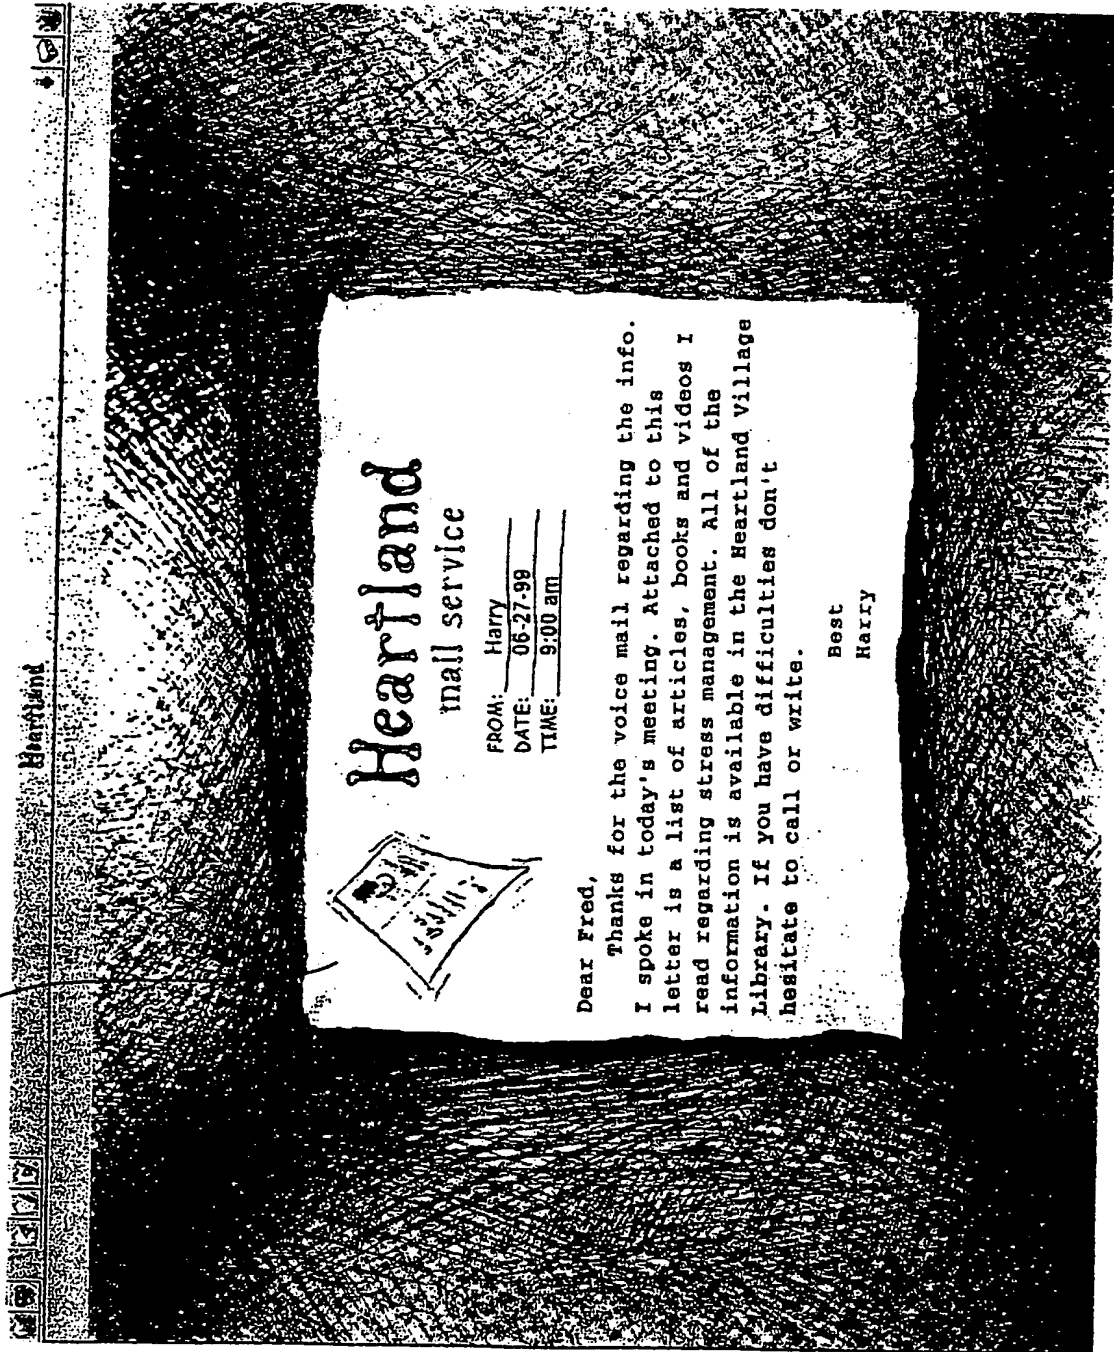 Heartland
Heartland
mail service
FROM: Harry
DATE: 06-27-99
TIME: 9:00 am
Dear Fred,
Thanks for the voice mail regarding the info.
I spoke in today's meeting. Attached to this
letter is a list of articles, books and videos I
read regarding stress management. All of the
information is available in the Heartland Village
Library. If you have difficulties don't
hesitate to call or write.
Best
Harry